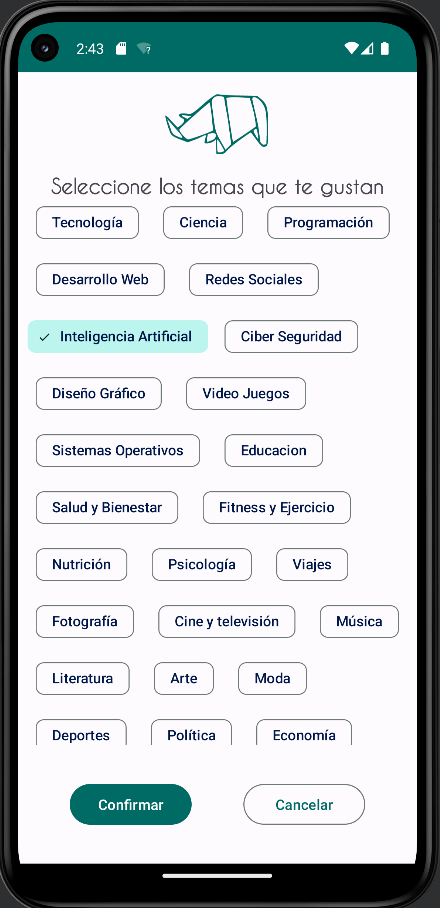 2:43
Seleccione los temas que te gustan
Tecnología Ciencia Programación
Desarrollo Web Redes Sociales
Inteligencia Artificial Ciber Seguridad
Diseño Gráfico Video Juegos
Sistemas Operativos Educacion
Salud y Bienestar Fitness y Ejercicio
Nutrición Psicología Viajes
Fotografía Cine y televisión Música
Literatura Arte Moda
Deportes Política Economía
Confirmar Cancelar